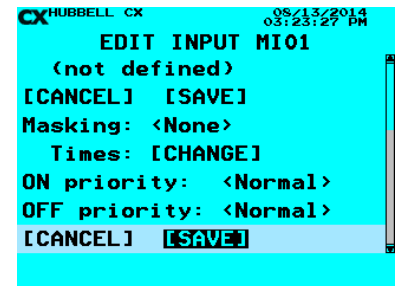 CX HUBBELL CX 08/13/2014
03:23:27 PM
EDIT INPUT MI01
(not defined)
[CANCEL] [SAVE]
Masking: <None>
Times: [CHANGE]
ON priority: <Normal>
OFF priority: <Normal>
[CANCEL] [SAVE]